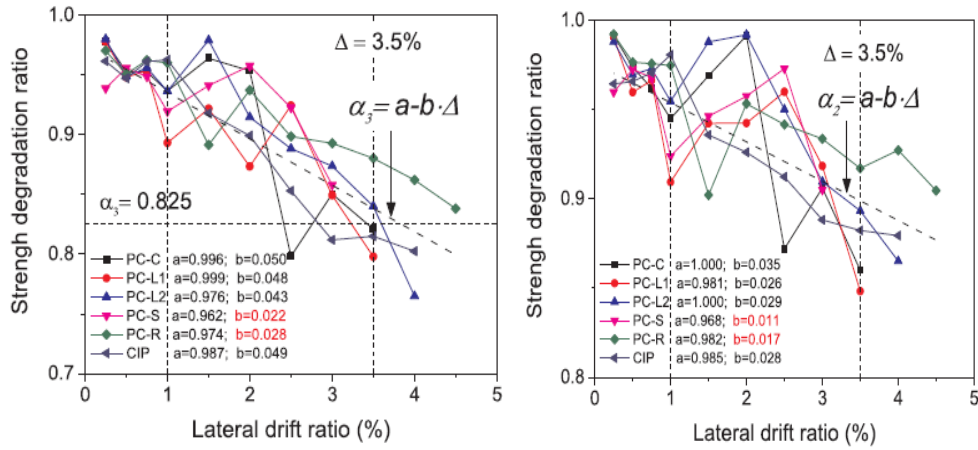 1.0
0.9
0.8
0.7
Strengh degradation ratio
Δ = 3.5%
α₃=a-b·Δ
α₃= 0.825
PC-C a=0.996; b=0.050
PC-L1 a=0.999; b=0.048
PC-L2 a=0.976; b=0.043
PC-S a=0.962; b=0.022
PC-R a=0.974; b=0.028
CIP a=0.987; b=0.049
0 1 2 3 4 5
Lateral drift ratio (%)
1.0
0.9
0.8
Strengh degradation ratio
Δ = 3.5%
α₂=a-b·Δ
PC-C a=1.000; b=0.035
PC-L1 a=0.981; b=0.026
PC-L2 a=1.000; b=0.029
PC-S a=0.968; b=0.011
PC-R a=0.982; b=0.017
CIP a=0.985; b=0.028
0 1 2 3 4 5
Lateral drift ratio (%)